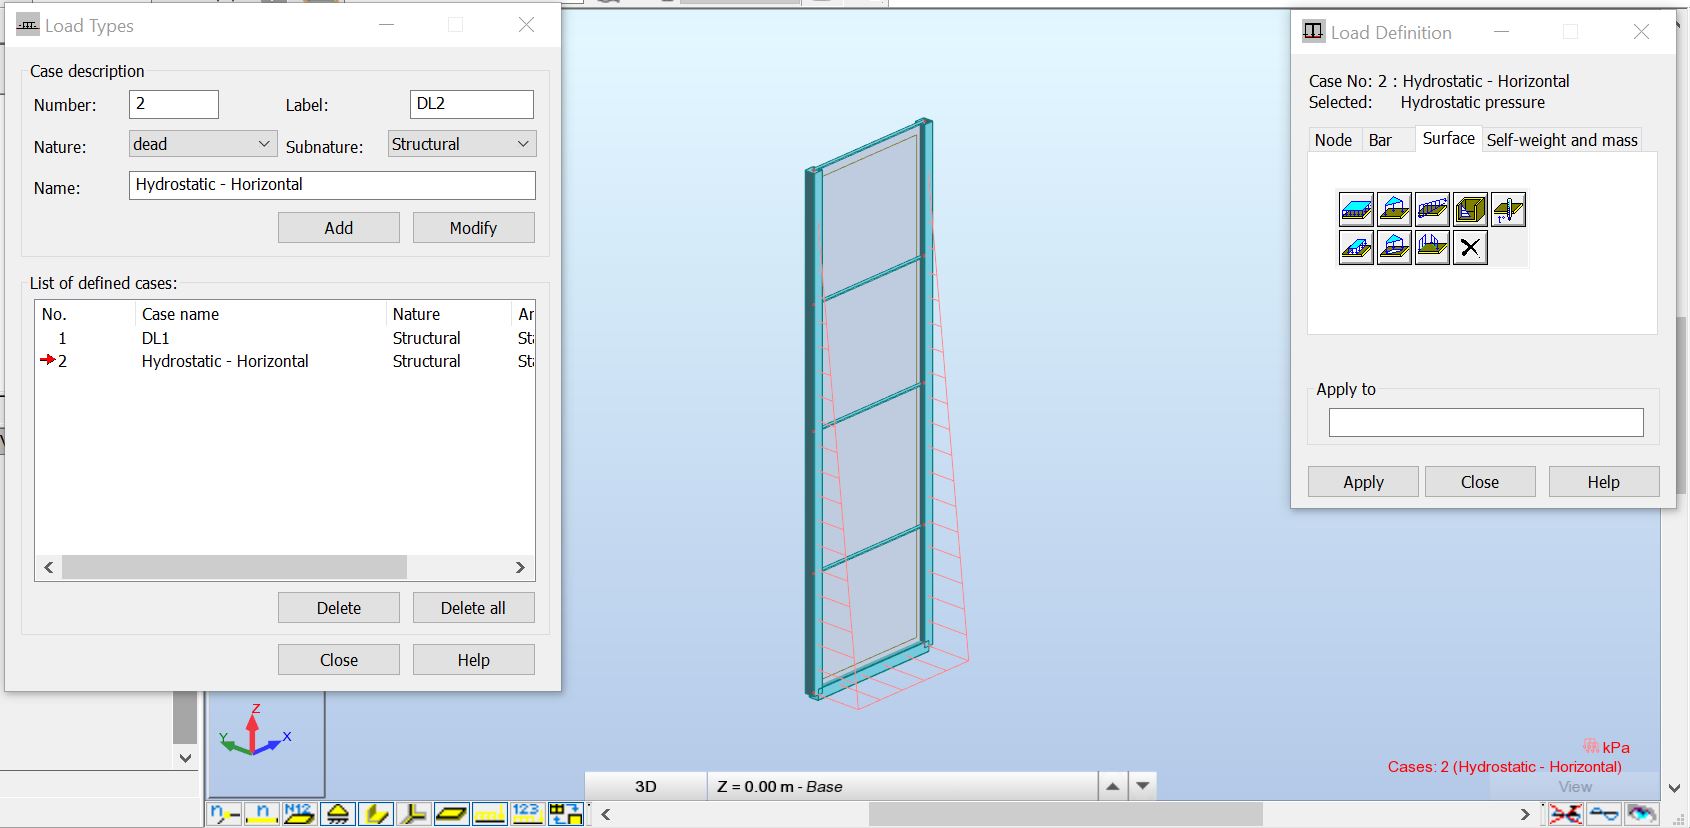 Load Types
Case description
Number: 2 Label: DL2
Nature: dead Subnature: Structural
Name: Hydrostatic - Horizontal
Add Modify
List of defined cases:
No. Case name Nature
1 DL1 Structural
2 Hydrostatic - Horizontal Structural
Delete Delete all
Close Help
Load Definition
Case No: 2 : Hydrostatic - Horizontal
Selected: Hydrostatic pressure
Node Bar Surface Self-weight and mass
Apply to
Apply Close Help
Z
Y X
kPa
Cases: 2 (Hydrostatic - Horizontal)
3D Z = 0.00 m - Base View
n n N12 123